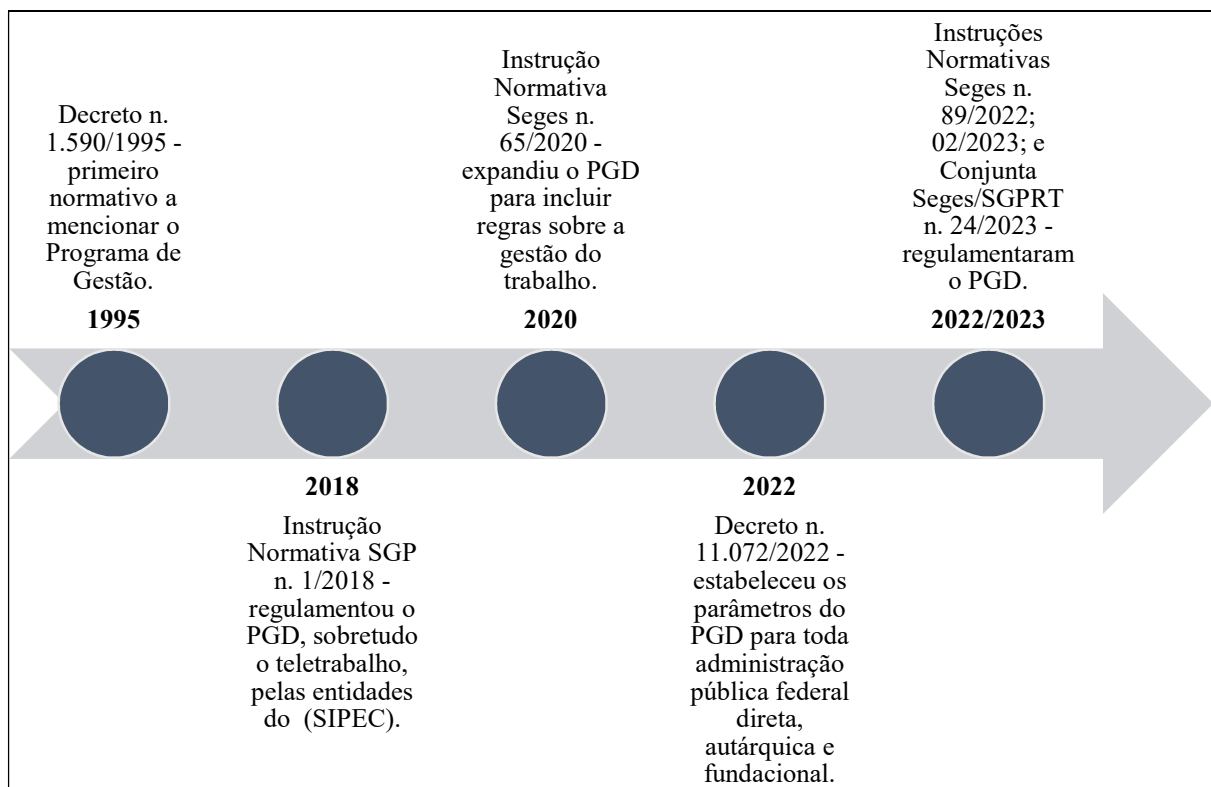 Decreto n.
1.590/1995 -
primeiro
normativo a
mencionar o
Programa de
Gestão.
1995
Instrução
Normativa SGP
n. 1/2018 -
regulamentou o
PGD, sobretudo
o teletrabalho,
pelas entidades
do  (SIPEC).
2018
Instrução
Normativa
Seges n.
65/2020 -
expandiu o PGD
para incluir
regras sobre a
gestão do
trabalho.
2020
2022
Decreto n.
11.072/2022 -
estabeleceu os
parâmetros do
PGD para toda
administração
pública federal
direta,
autárquica e
fundacional.
Instruções
Normativas
Seges n.
89/2022;
02/2023; e
Conjunta
Seges/SGPRT
n. 24/2023 -
regulamentaram
o PGD.
2022/2023